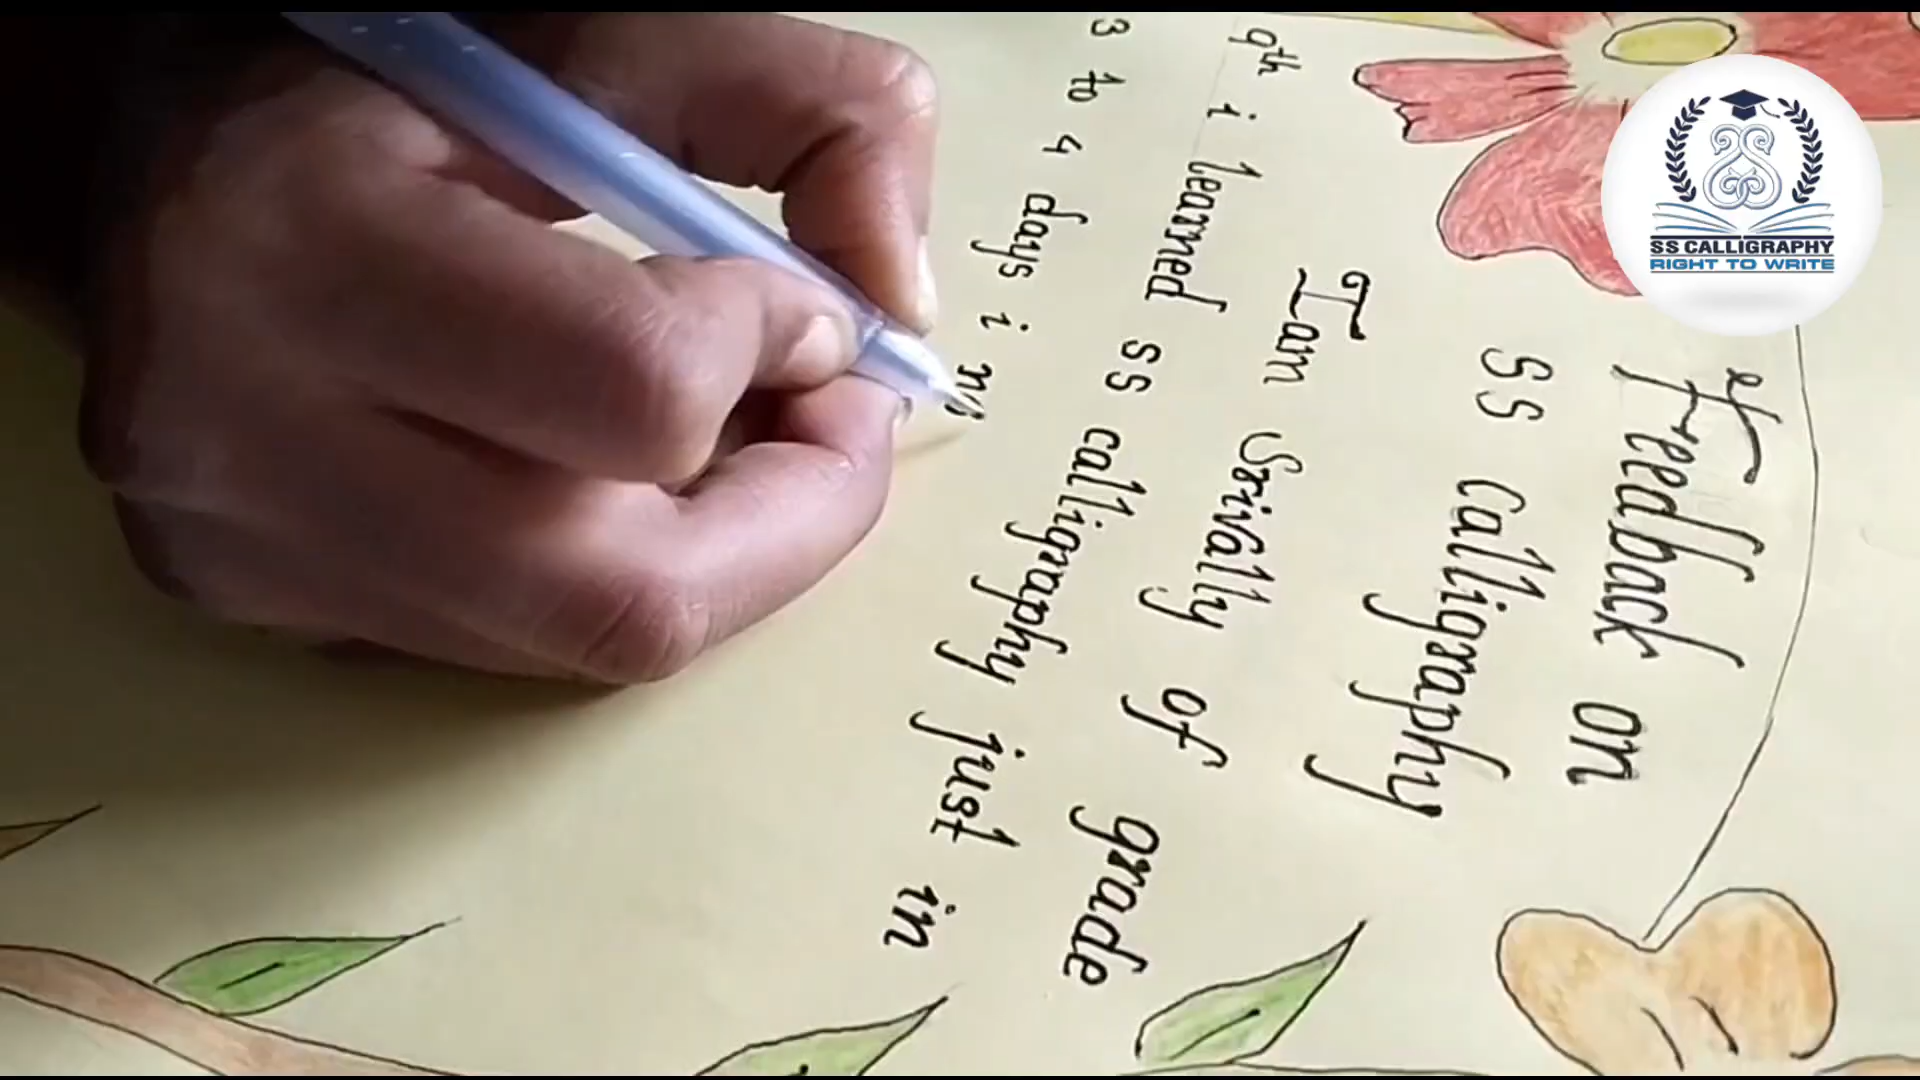 Feedback on
SS Calligraphy
I am Srivally of grade
9th i learned ss calligraphy just in
3 to 4 days i
SS CALLIGRAPHY
RIGHT TO WRITE